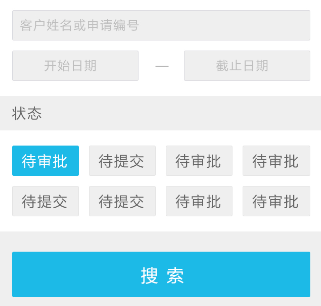 客户姓名或申请编号
开始日期 — 截止日期
状态
待审批 待提交 待审批 待审批
待提交 待提交 待审批 待审批
搜索